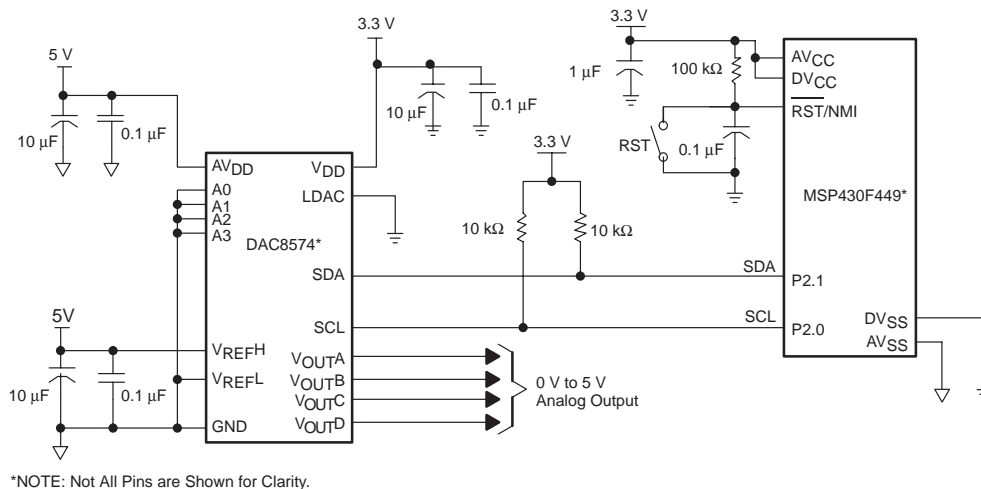 3.3 V
5 V
10 µF
0.1 µF
10 µF
0.1 µF
3.3 V
1 µF
100 kΩ
AVCC
DVCC
RST/NMI
RST
0.1 µF
MSP430F449*
AVDD
A0
A1
A2
A3
VDD
LDAC
DAC8574*
3.3 V
10 kΩ
10 kΩ
SDA
SDA
P2.1
SCL
SCL
P2.0
DVSS
AVSS
5V
10 µF
0.1 µF
VREFH
VREFL
GND
VOUTA
VOUTB
VOUTC
VOUTD
0 V to 5 V
Analog Output
*NOTE: Not All Pins are Shown for Clarity.